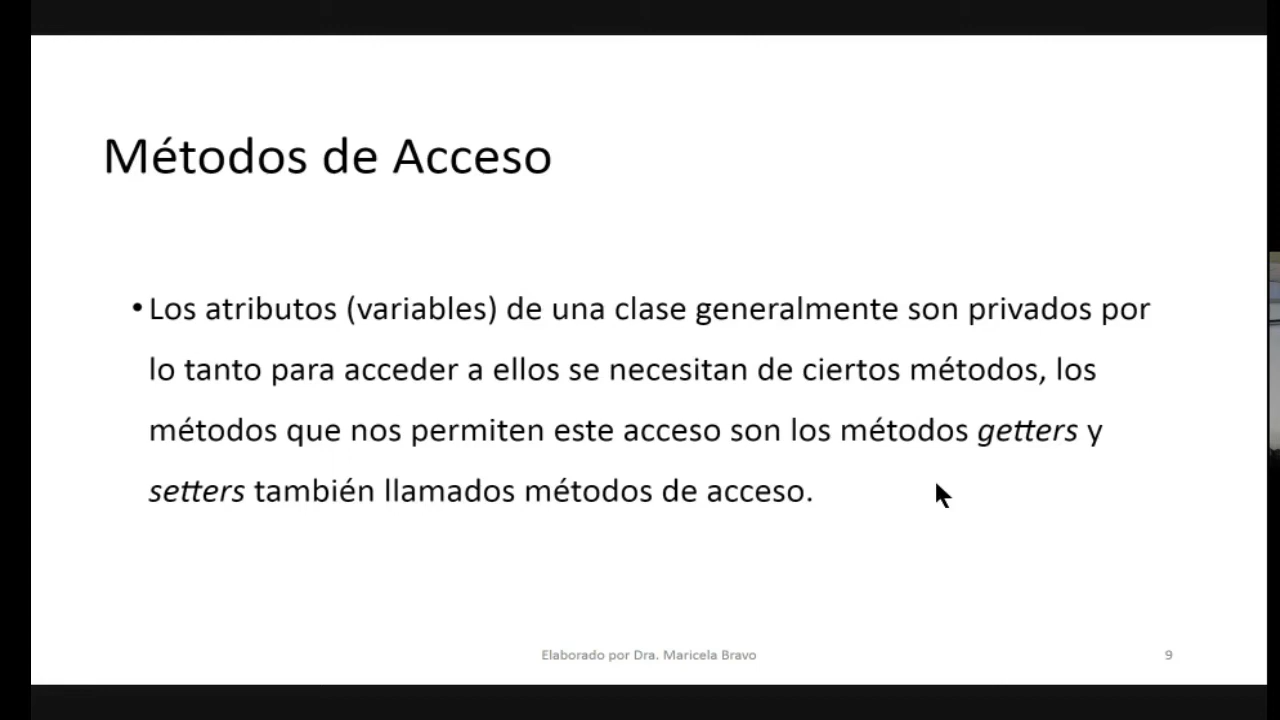 Métodos de Acceso
•Los atributos (variables) de una clase generalmente son privados por
lo tanto para acceder a ellos se necesitan de ciertos métodos, los
métodos que nos permiten este acceso son los métodos getters y
setters también llamados métodos de acceso.
Elaborado por Dra. Maricela Bravo
9